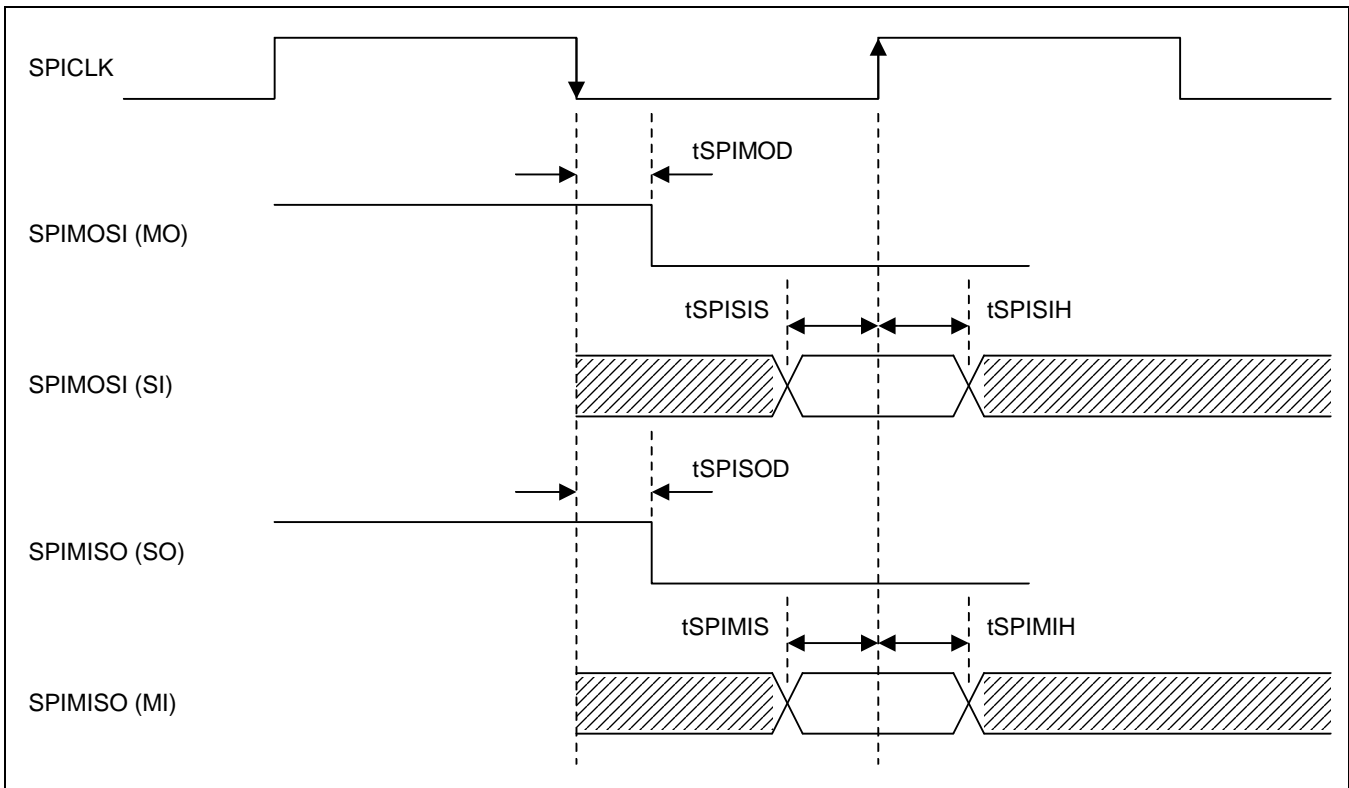 SPICLK
tSPIMOD
SPIMOSI (MO)
tSPISIS
tSPISIH
SPIMOSI (SI)
tSPISOD
SPIMISO (SO)
tSPIMIS
tSPIMIH
SPIMISO (MI)